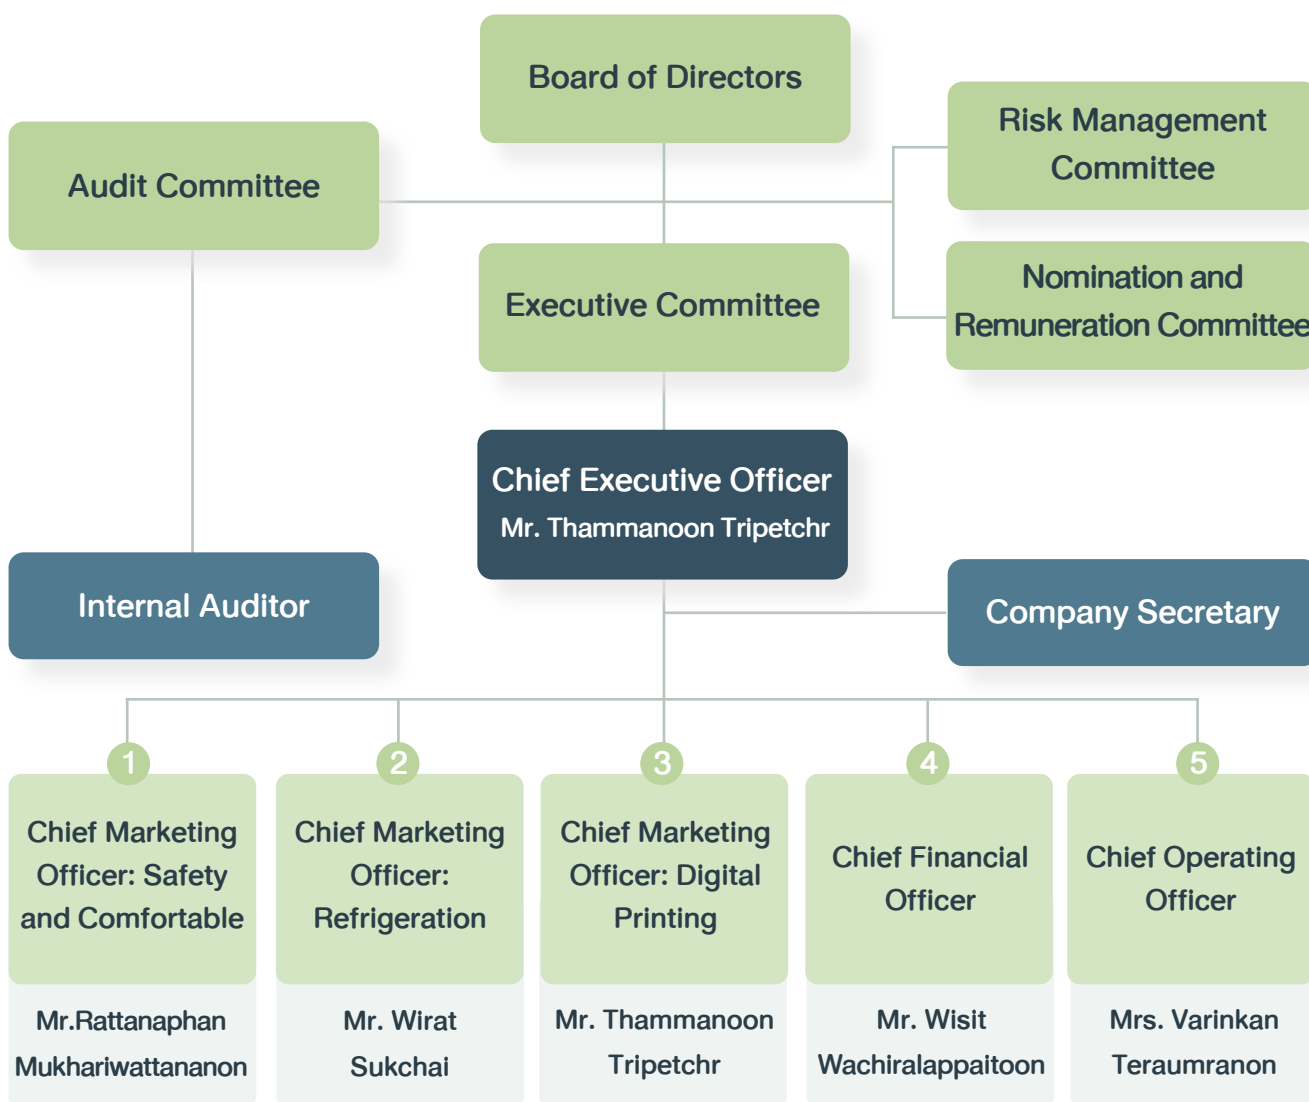 Board of Directors
Risk Management
Committee
Audit Committee
Executive Committee
Nomination and
Remuneration Committee
Chief Executive Officer
Mr. Thammanoon Tripetchr
Internal Auditor
Company Secretary
1
Chief Marketing
Officer: Safety
and Comfortable
Mr.Rattanaphan
Mukhariwattananon
2
Chief Marketing
Officer:
Refrigeration
Mr. Wirat
Sukchai
3
Chief Marketing
Officer: Digital
Printing
Mr. Thammanoon
Tripetchr
4
Chief Financial
Officer
Mr. Wisit
Wachiralappaitoon
5
Chief Operating
Officer
Mrs. Varinkan
Teraumranon